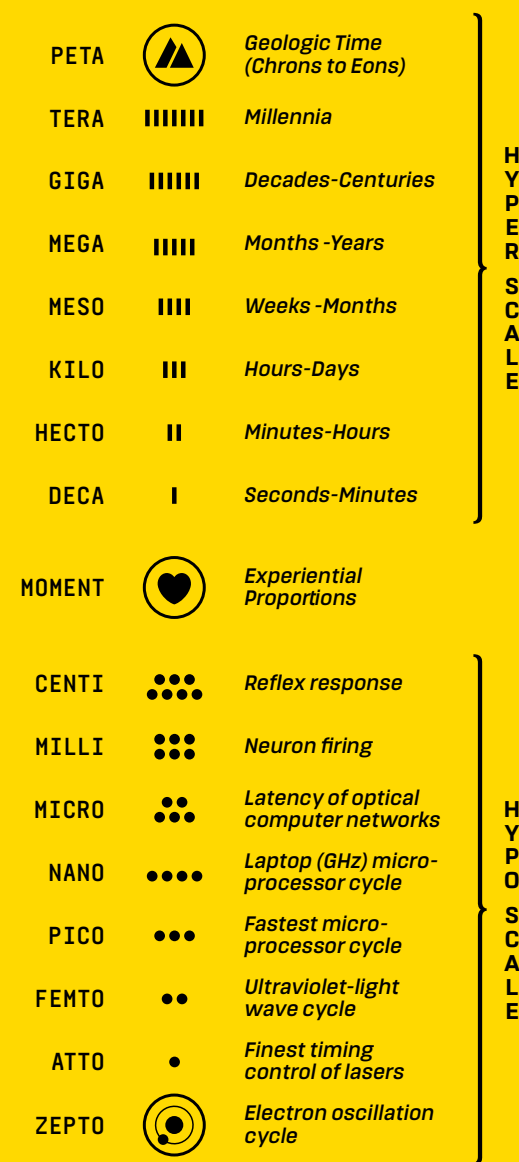 PETA
Geologic Time
(Chrons to Eons)
TERA
Millennia
GIGA
Decades-Centuries
MEGA
Months -Years
MESO
Weeks -Months
KILO
Hours-Days
HECTO
Minutes-Hours
DECA
Seconds-Minutes
HYPER
SCALE
MOMENT
Experiential
Proportions
CENTI
Reflex response
MILLI
Neuron firing
MICRO
Latency of optical
computer networks
NANO
Laptop (GHz) micro-
processor cycle
PICO
Fastest micro-
processor cycle
FEMTO
Ultraviolet-light
wave cycle
ATTO
Finest timing
control of lasers
ZEPTO
Electron oscillation
cycle
HYPO
SCALE